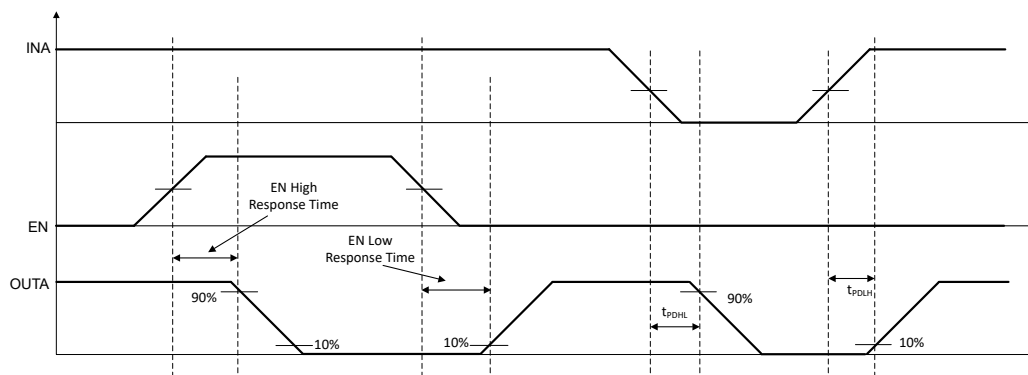 INA
EN High
Response Time
EN
EN Low
Response Time
OUTA
90%
10%
10%
tPDHL
90%
tPDLH
10%